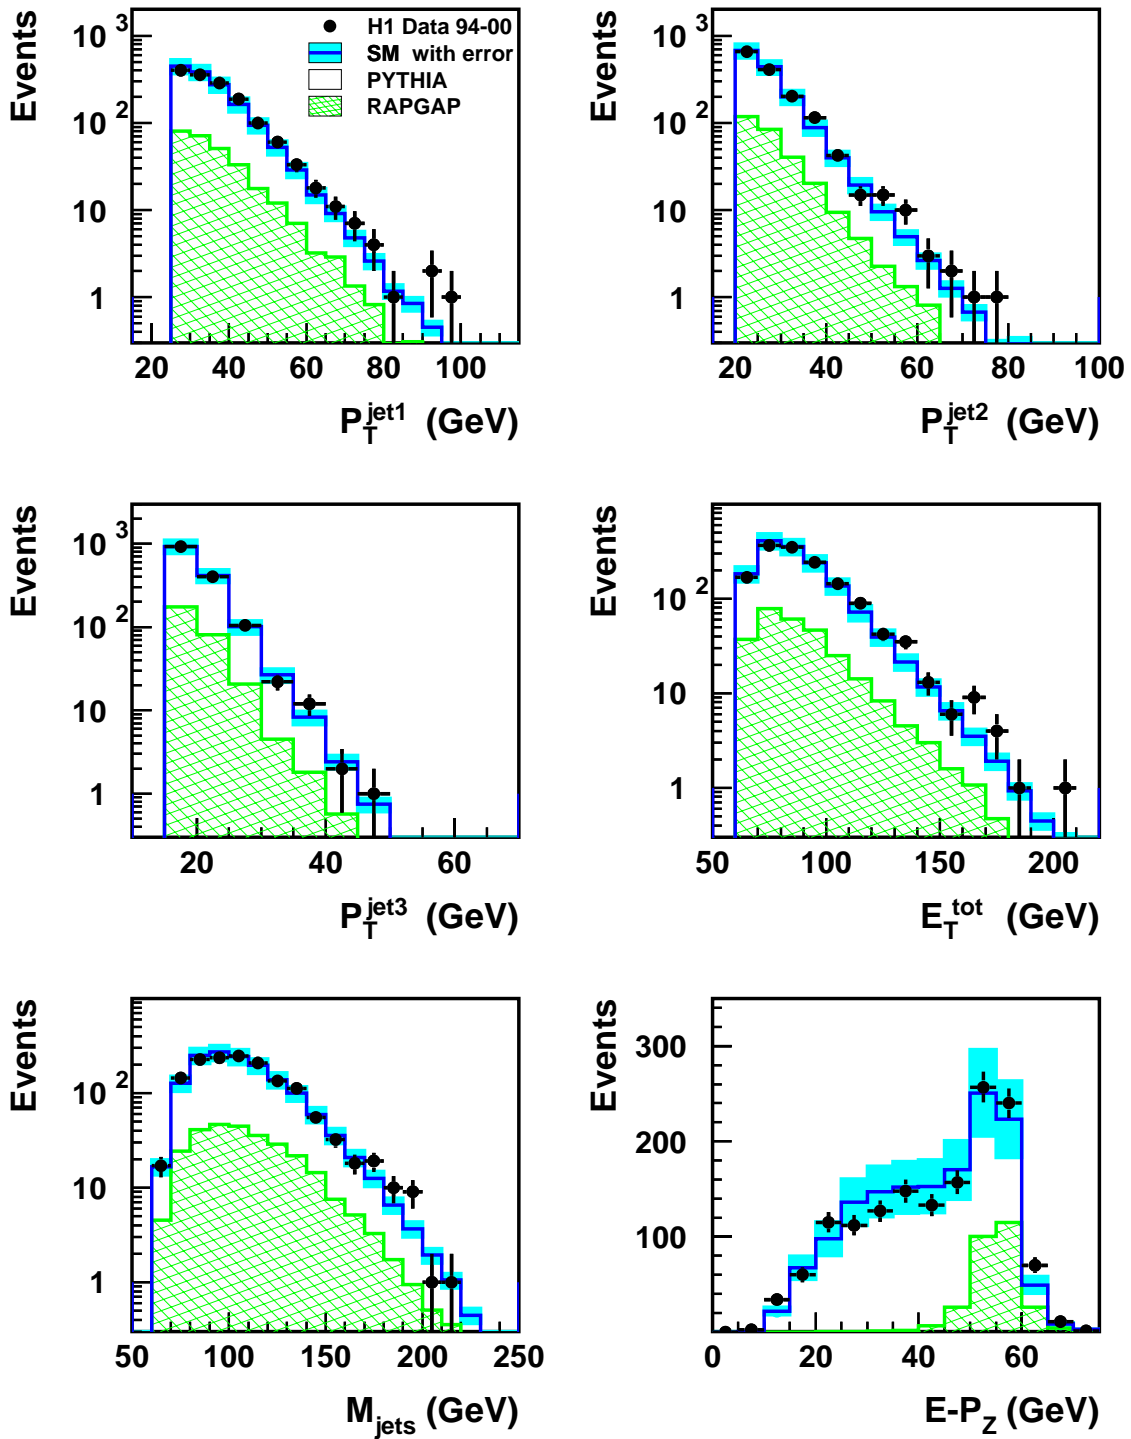 Events
10 3
10 2
10
1
H1 Data 94-00
SM with error
PYTHIA
RAPGAP
20 40 60 80 100
P_T^jet1 (GeV)
Events
10 3
10 2
10
1
20 40 60 80 100
P_T^jet2 (GeV)
Events
10 3
10 2
10
1
20 40 60
P_T^jet3 (GeV)
Events
10 2
10
1
50 100 150 200
E_T^tot (GeV)
Events
10 2
10
1
50 100 150 200 250
M_jets (GeV)
Events
300
200
100
0 20 40 60
E-P_Z (GeV)